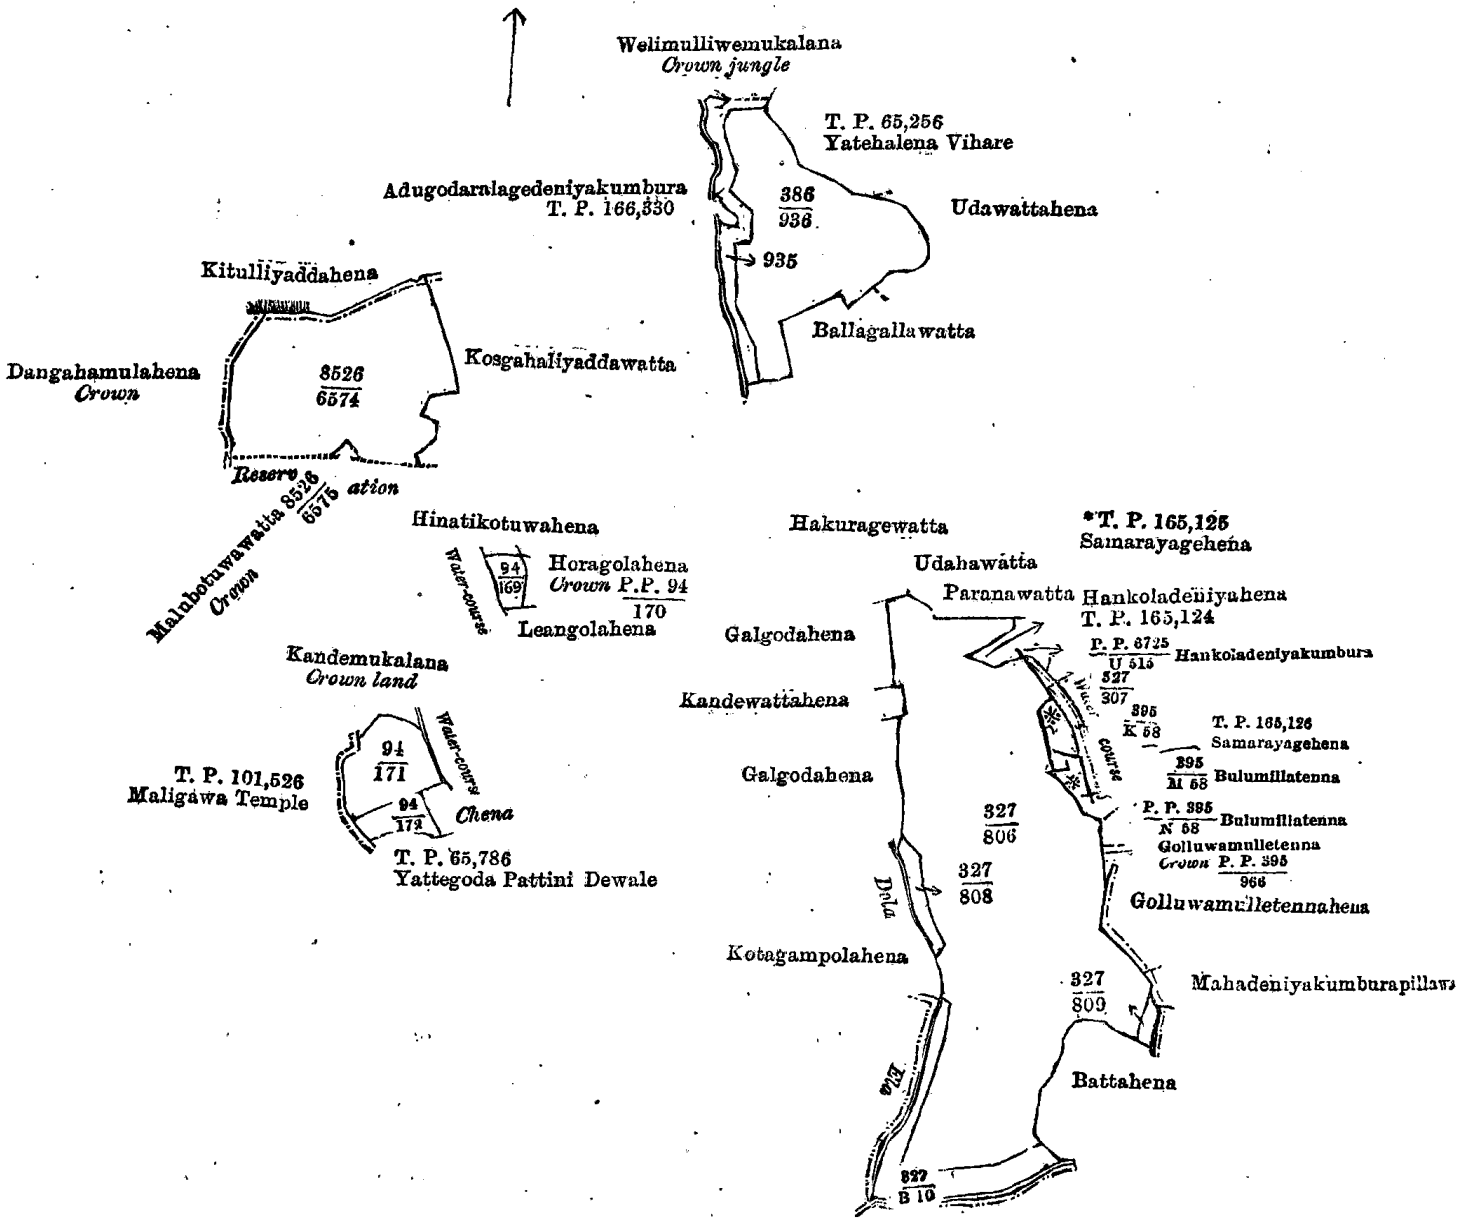 Welimulliwemukalana
Crown jungle
T. P. 65,256
Yatehalena Vihare
Adugodaralagedeniyakumbura
T. P. 166,330
386
936
Udawattahena
935
Ballagallawatta
Kitulliyaddahena
Kosgahaliyaddawatta
Dangahamulahena
Crown
8526
6574
Reservation
Malubotuwawatta 8526
6575
Crown
Hinatikotuwahena
Water-course
94
169
Horagolahena
Crown P.P. 94
170
Leangolahena
Kandemukalana
Crown land
Water-course
94
171
T. P. 101,526
Maligawa Temple
94
172
Chena
T. P. 65,786
Yattegoda Pattini Dewale
Hakuragewatta
*T. P. 165,125
Samarayagehena
Udahawatta
Paranawatta
Hankoladeniyahena
T. P. 165,124
Galgodahena
P. P. 6725
U 515
Hankoladeniyakumbura
Water course
327
807
Kandewattahena
395
K 58
T. P. 165,126
Samarayagehena
Galgodahena
395
M 58
Bulumillatenna
327
806
P. P. 395
N 58
Bulumillatenna
Golluwamulletenna
Crown P. P. 395
966
327
808
Dola
Golluwamulletennahena
Kotagampolahena
327
809
Mahadeniyakumburapillawa
Ela
Battahena
327
B 10